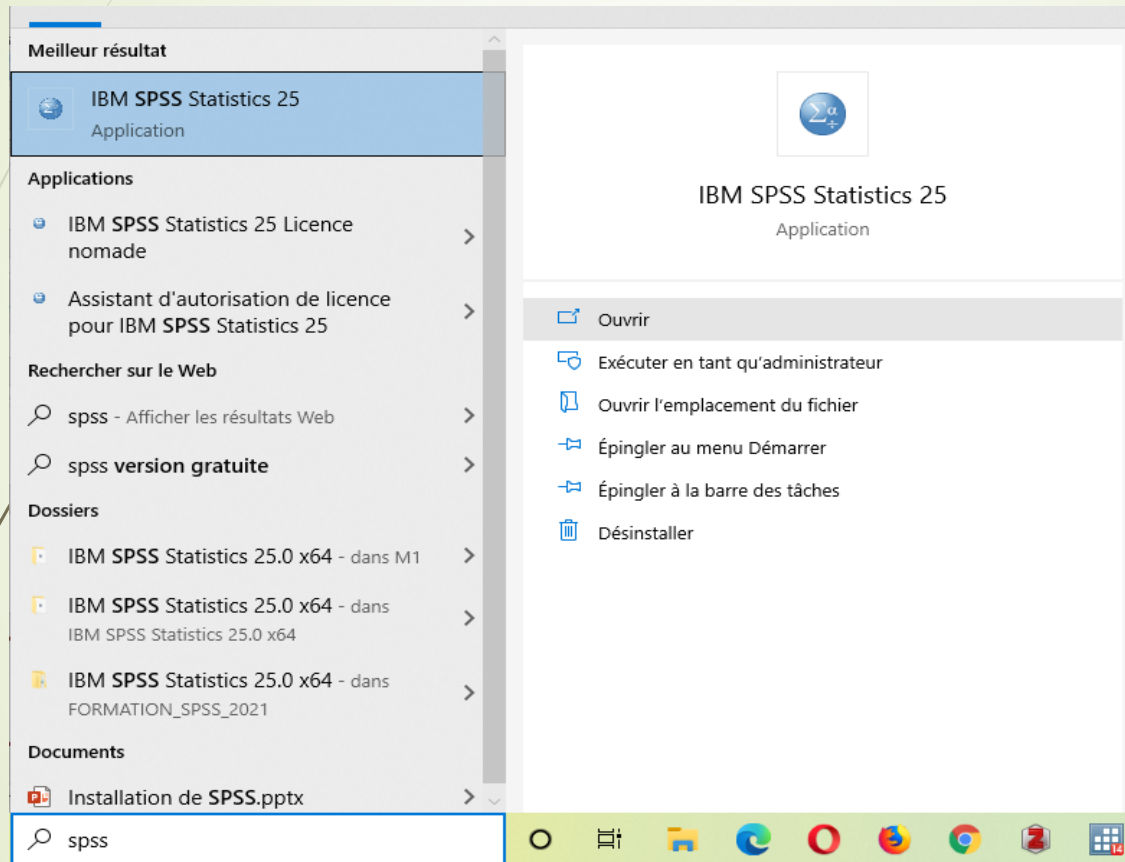 Meilleur résultat
IBM SPSS Statistics 25
Application
Applications
IBM SPSS Statistics 25 Licence
nomade
Assistant d'autorisation de licence
pour IBM SPSS Statistics 25
Rechercher sur le Web
spss - Afficher les résultats Web
spss version gratuite
Dossiers
IBM SPSS Statistics 25.0 x64 - dans M1
IBM SPSS Statistics 25.0 x64 - dans
IBM SPSS Statistics 25.0 x64
IBM SPSS Statistics 25.0 x64 - dans
FORMATION_SPSS_2021
Documents
Installation de SPSS.pptx
spss
IBM SPSS Statistics 25
Application
Ouvrir
Exécuter en tant qu'administrateur
Ouvrir l'emplacement du fichier
Épingler au menu Démarrer
Épingler à la barre des tâches
Désinstaller
Σα÷
Z
14